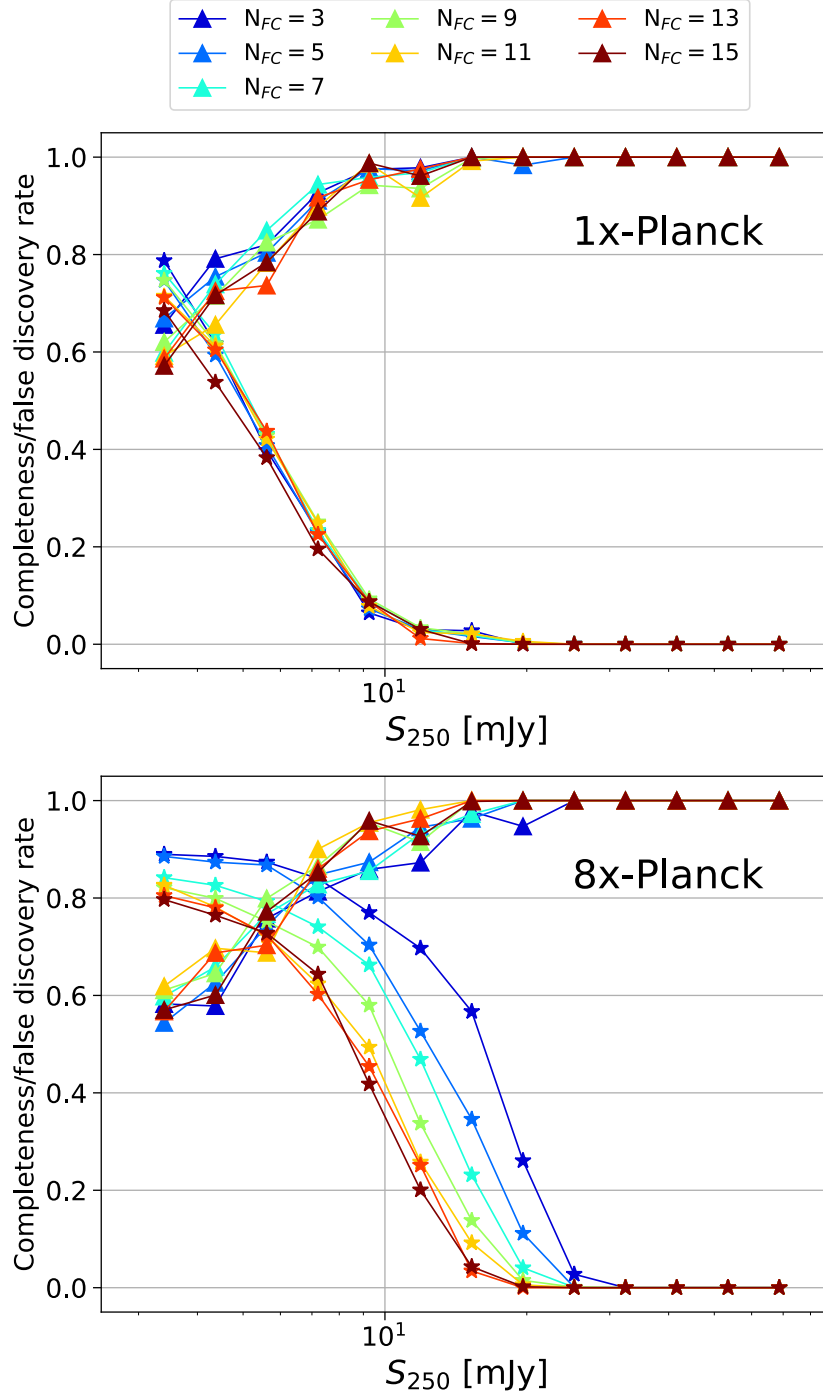 N_FC = 3 N_FC = 9 N_FC = 13
N_FC = 5 N_FC = 11 N_FC = 15
N_FC = 7
1.0
0.8
0.6
0.4
0.2
0.0
Completeness/false discovery rate
1x-Planck
10^1
S_250 [mJy]
1.0
0.8
0.6
0.4
0.2
0.0
Completeness/false discovery rate
8x-Planck
10^1
S_250 [mJy]